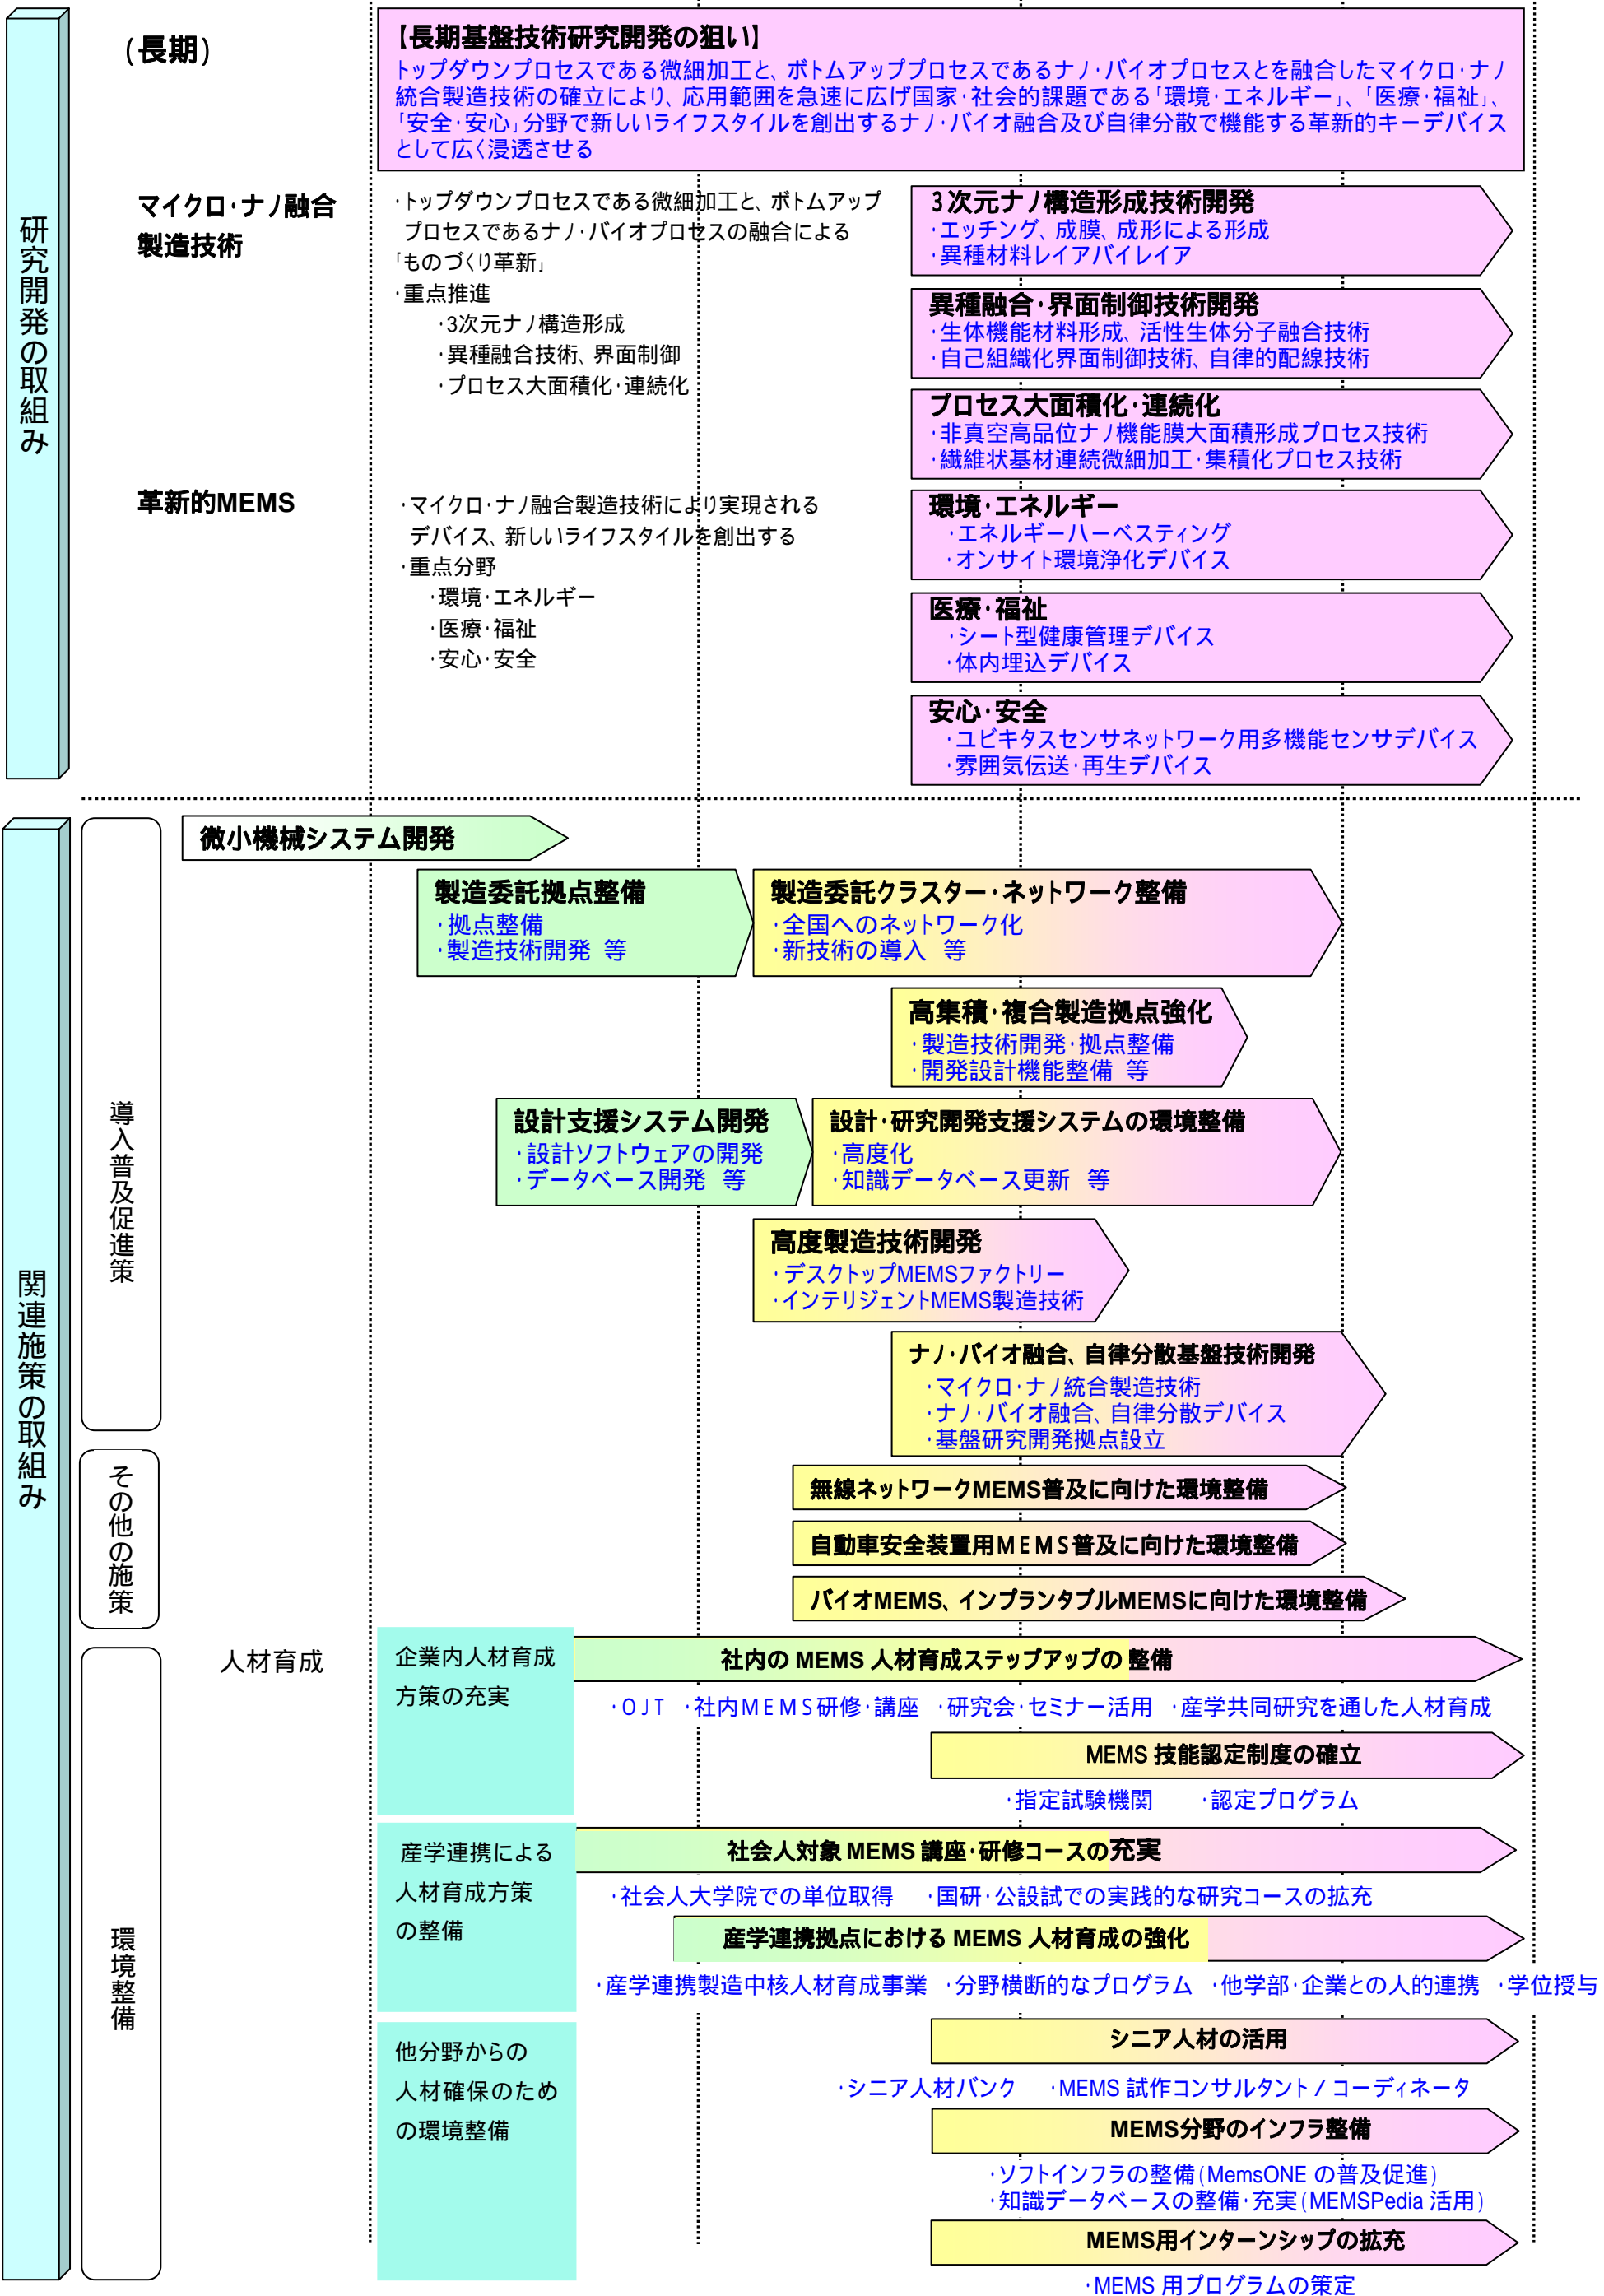 研究開発の取組み
(長期)
【長期基盤技術研究開発の狙い】
トップダウンプロセスである微細加工と、ボトムアッププロセスであるナノ・バイオプロセスとを融合したマイクロ・ナノ
統合製造技術の確立により、応用範囲を急速に広げ国家・社会的課題である「環境・エネルギー」、「医療・福祉」、
「安全・安心」分野で新しいライフスタイルを創出するナノ・バイオ融合及び自律分散で機能する革新的キーデバイス
として広く浸透させる
マイクロ・ナノ融合
製造技術
・トップダウンプロセスである微細加工と、ボトムアップ
プロセスであるナノ・バイオプロセスの融合による
「ものづくり革新」
・重点推進
・3次元ナノ構造形成
・異種融合技術、界面制御
・プロセス大面積化・連続化
3次元ナノ構造形成技術開発
・エッチング、成膜、成形による形成
・異種材料レイアバイレイア
異種融合・界面制御技術開発
・生体機能材料形成、活性生体分子融合技術
・自己組織化界面制御技術、自律的配線技術
プロセス大面積化・連続化
・非真空高品位ナノ機能膜大面積形成プロセス技術
・繊維状基材連続微細加工・集積化プロセス技術
革新的MEMS
・マイクロ・ナノ融合製造技術により実現される
デバイス、新しいライフスタイルを創出する
・重点分野
・環境・エネルギー
・医療・福祉
・安心・安全
環境・エネルギー
・エネルギーハーベスティング
・オンサイト環境浄化デバイス
医療・福祉
・シート型健康管理デバイス
・体内埋込デバイス
安心・安全
・ユビキタスセンサネットワーク用多機能センサデバイス
・雰囲気伝送・再生デバイス
関連施策の取組み
導入普及促進策
微小機械システム開発
製造委託拠点整備
・拠点整備
・製造技術開発 等
製造委託クラスター・ネットワーク整備
・全国へのネットワーク化
・新技術の導入 等
高集積・複合製造拠点強化
・製造技術開発・拠点整備
・開発設計機能整備 等
設計支援システム開発
・設計ソフトウェアの開発
・データベース開発 等
設計・研究開発支援システムの環境整備
・高度化
・知識データベース更新 等
高度製造技術開発
・デスクトップMEMSファクトリー
・インテリジェントMEMS製造技術
ナノ・バイオ融合、自律分散基盤技術開発
・マイクロ・ナノ統合製造技術
・ナノ・バイオ融合、自律分散デバイス
・基盤研究開発拠点設立
その他の施策
無線ネットワークMEMS普及に向けた環境整備
自動車安全装置用MEMS普及に向けた環境整備
バイオMEMS、インプランタブルMEMSに向けた環境整備
環境整備
人材育成
企業内人材育成
方策の充実
社内の MEMS 人材育成ステップアップの整備
・OJT ・社内MEMS研修・講座 ・研究会・セミナー活用 ・産学共同研究を通した人材育成
MEMS 技能認定制度の確立
・指定試験機関 ・認定プログラム
産学連携による
人材育成方策
の整備
社会人対象 MEMS 講座・研修コースの充実
・社会人大学院での単位取得 ・国研・公設試での実践的な研究コースの拡充
産学連携拠点における MEMS 人材育成の強化
・産学連携製造中核人材育成事業 ・分野横断的なプログラム ・他学部・企業との人的連携 ・学位授与
他分野からの
人材確保のため
の環境整備
シニア人材の活用
・シニア人材バンク ・MEMS 試作コンサルタント / コーディネータ
MEMS分野のインフラ整備
・ソフトインフラの整備(MemsONE の普及促進)
・知識データベースの整備・充実(MEMSPedia 活用)
MEMS用インターンシップの拡充
・MEMS 用プログラムの策定